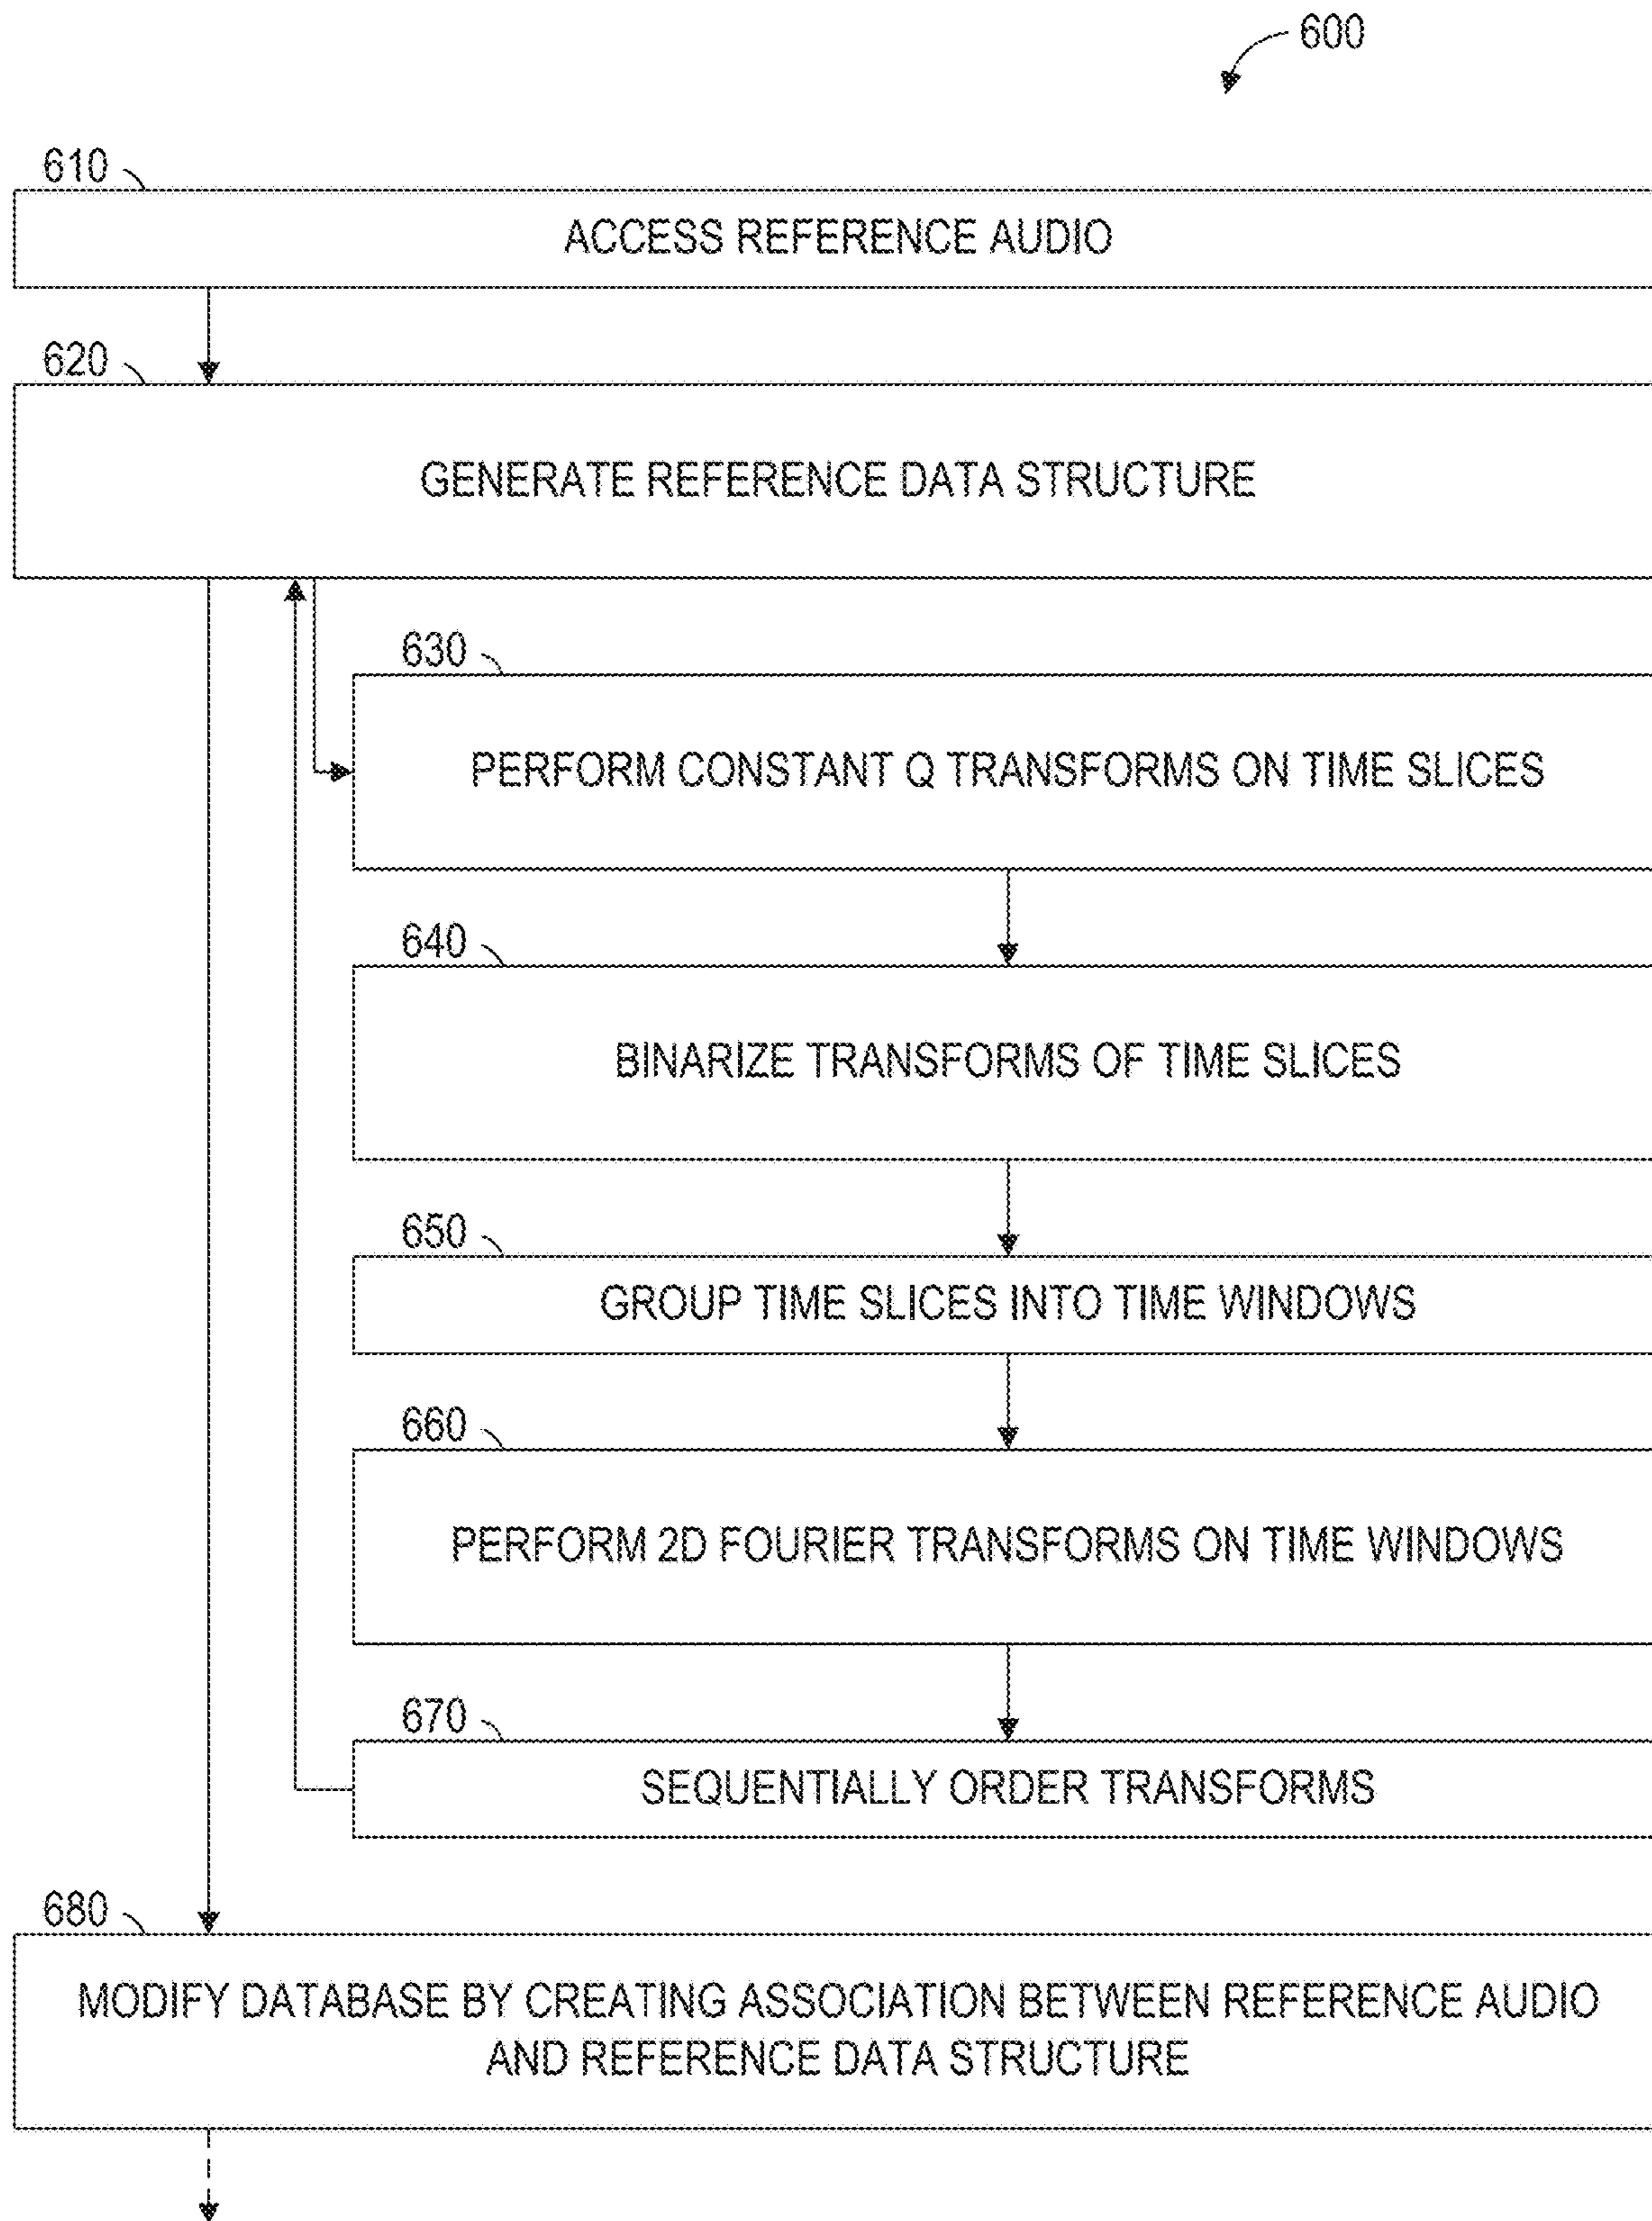 600
610
ACCESS REFERENCE AUDIO
620
GENERATE REFERENCE DATA STRUCTURE
630
PERFORM CONSTANT Q TRANSFORMS ON TIME SLICES
640
BINARIZE TRANSFORMS OF TIME SLICES
650
GROUP TIME SLICES INTO TIME WINDOWS
660
PERFORM 2D FOURIER TRANSFORMS ON TIME WINDOWS
670
SEQUENTIALLY ORDER TRANSFORMS
680
MODIFY DATABASE BY CREATING ASSOCIATION BETWEEN REFERENCE AUDIO
AND REFERENCE DATA STRUCTURE